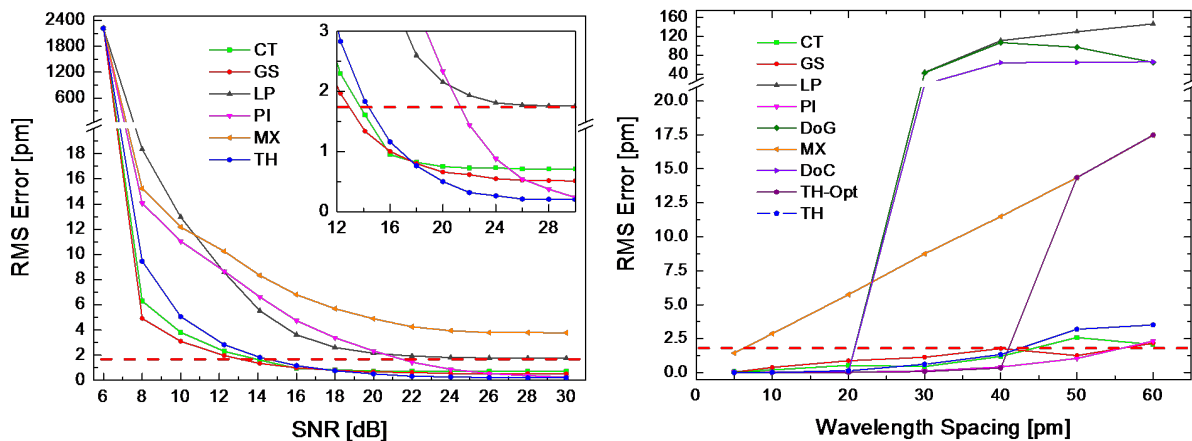 2400
2100
1800
1500
1200
900
600
18
16
14
12
10
8
6
4
2
0
RMS Error [pm]
CT
GS
LP
PI
MX
TH
3
2
1
0
12 16 20 24 28
6 8 10 12 14 16 18 20 22 24 26 28 30
SNR [dB]
160
140
120
100
80
60
40
20.0
17.5
15.0
12.5
10.0
7.5
5.0
2.5
0.0
RMS Error [pm]
CT
GS
LP
PI
DoG
MX
DoC
TH-Opt
TH
0 10 20 30 40 50 60
Wavelength Spacing [pm]